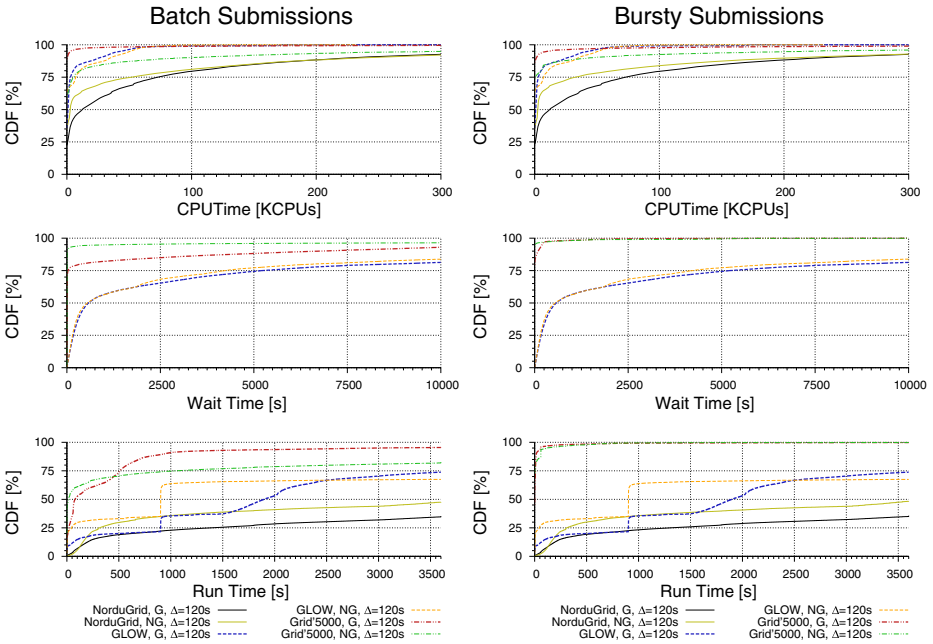 Batch Submissions
Bursty Submissions
CDF [%]
100
75
50
25
0
0
100
200
300
CPUTime [KCPUs]
CDF [%]
100
75
50
25
0
0
100
200
300
CPUTime [KCPUs]
CDF [%]
100
75
50
25
0
0
2500
5000
7500
10000
Wait Time [s]
CDF [%]
100
75
50
25
0
0
2500
5000
7500
10000
Wait Time [s]
CDF [%]
100
75
50
25
0
0
500
1000
1500
2000
2500
3000
3500
Run Time [s]
CDF [%]
100
75
50
25
0
0
500
1000
1500
2000
2500
3000
3500
Run Time [s]
NorduGrid, G, Δ=120s
NorduGrid, NG, Δ=120s
GLOW, G, Δ=120s
GLOW, NG, Δ=120s
Grid'5000, G, Δ=120s
Grid'5000, NG, Δ=120s
NorduGrid, G, Δ=120s
NorduGrid, NG, Δ=120s
GLOW, G, Δ=120s
GLOW, NG, Δ=120s
Grid'5000, G, Δ=120s
Grid'5000, NG, Δ=120s